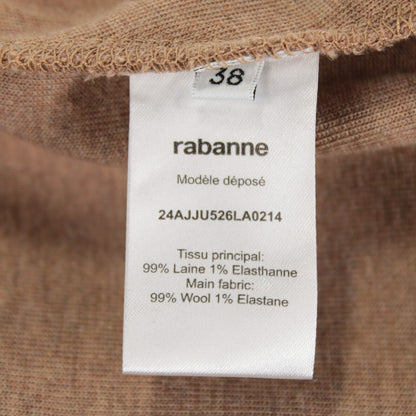 38
rabanne
Modèle déposé
24AJJU526LA0214
Tissu principal:
99% Laine 1% Elasthanne
Main fabric:
99% Wool 1% Elastane